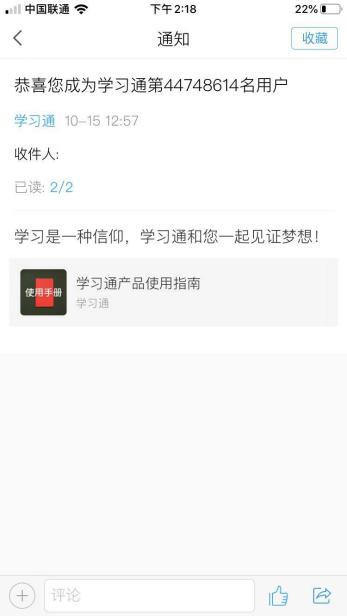 中国联通 下午2:18 22%
通知 收藏
恭喜您成为学习通第44748614名用户
学习通 10-15 12:57
收件人:
已读: 2/2
学习是一种信仰，学习通和您一起见证梦想！
使用手册
学习通产品使用指南
学习通
评论